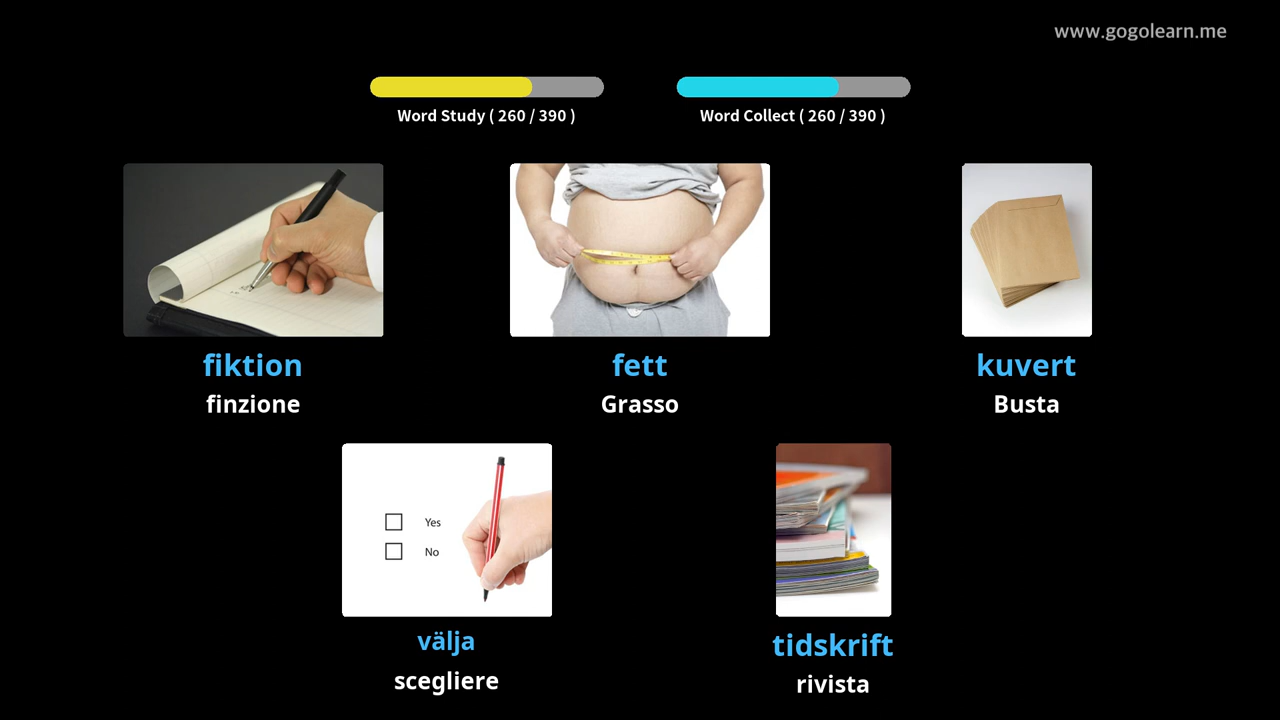 www.gogolearn.me
Word Study ( 260 / 390 )
Word Collect ( 260 / 390 )
fiktion
finzione
fett
Grasso
kuvert
Busta
Yes
No
välja
scegliere
tidskrift
rivista